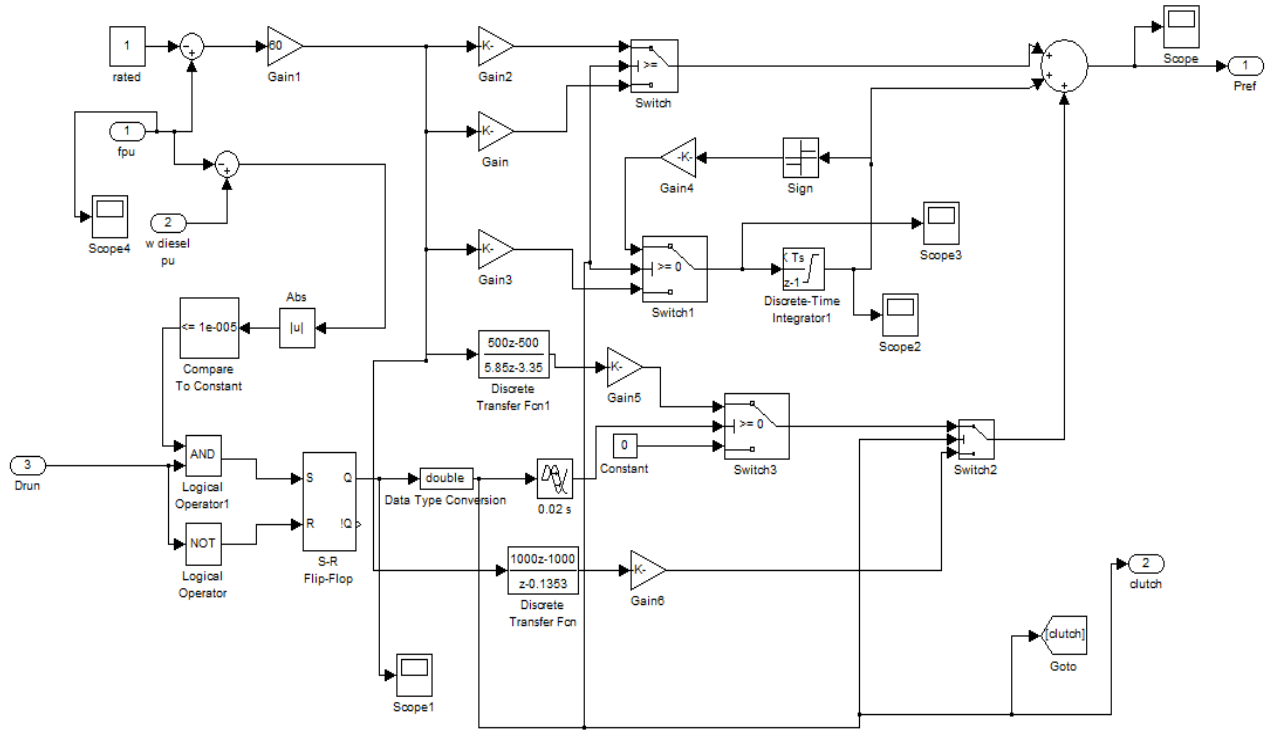 1
rated
-
+
60
Gain1
K-
Gain2
>=
Switch
+
+
+
Scope
1
Pref
1
fpu
K-
Gain
-
+
Scope4
2
w diesel
pu
-K-
Gain4
Sign
K-
Gain3
>= 0
Switch1
K Ts
z-1
Discrete-Time
Integrator1
Scope3
Scope2
Abs
|u|
<= 1e-005
Compare
To Constant
500z-500
5.85z-3.35
Discrete
Transfer Fcn1
K-
Gain5
>= 0
Switch3
0
Constant
Switch2
3
Drun
AND
Logical
Operator1
NOT
Logical
Operator
S
R
Q
!Q
S-R
Flip-Flop
double
Data Type Conversion
0.02 s
1000z-1000
z-0.1353
Discrete
Transfer Fcn
K-
Gain6
2
clutch
[clutch]
Goto
Scope1